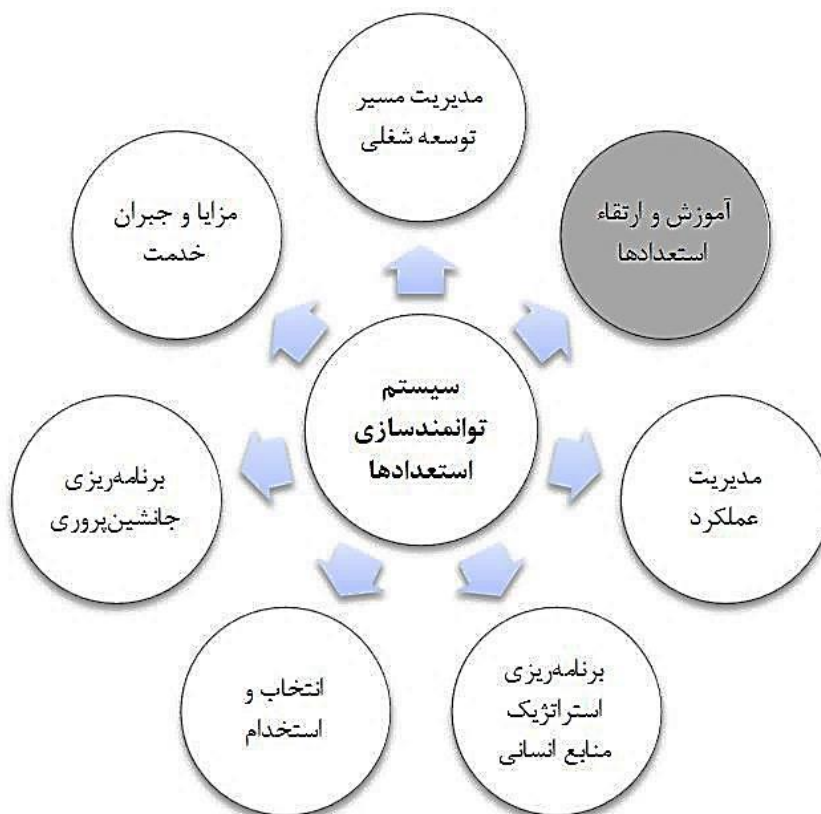 مدیریت مسیر
توسعه شغلی
آموزش و ارتقاء
استعدادها
مزایا و جبران
خدمت
سیستم
توانمندسازی
استعدادها
مدیریت
عملکرد
برنامه‌ریزی
جانشین‌پروری
برنامه‌ریزی
استراتژیک
منابع انسانی
انتخاب و
استخدام